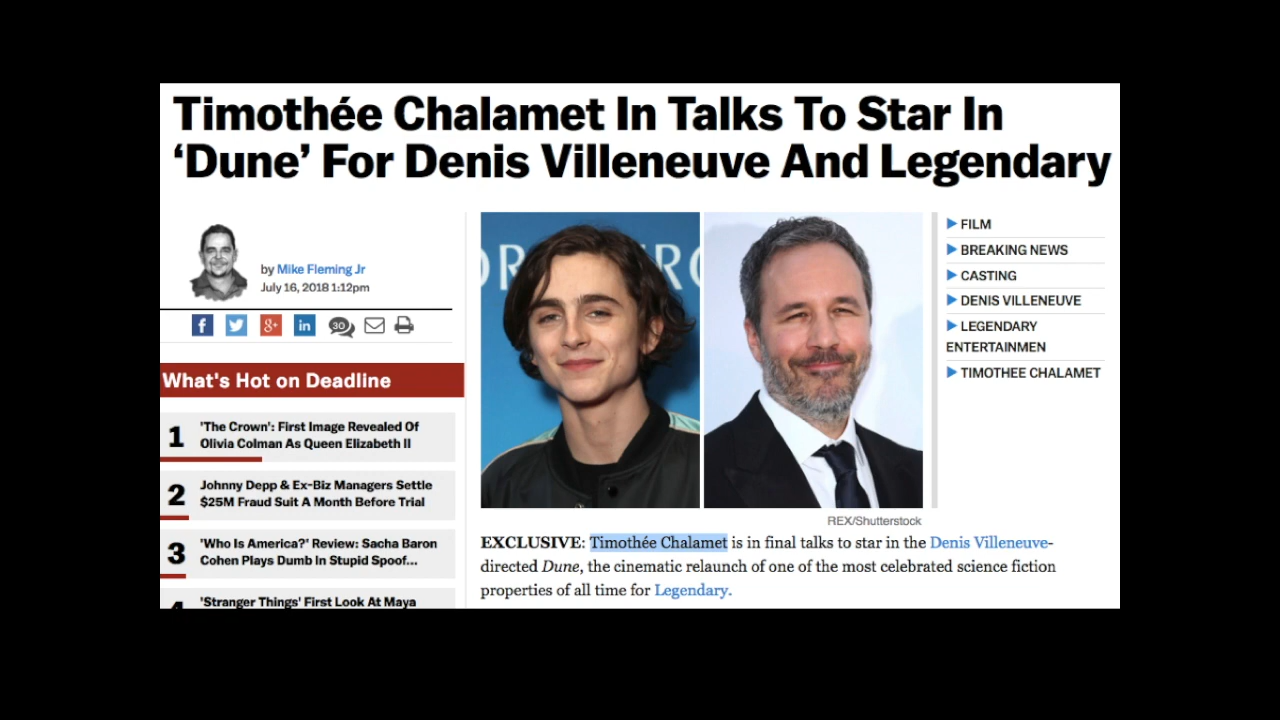 Timothée Chalamet In Talks To Star In
‘Dune’ For Denis Villeneuve And Legendary
by Mike Fleming Jr
July 16, 2018 1:12pm
30
What's Hot on Deadline
1
'The Crown': First Image Revealed Of
Olivia Colman As Queen Elizabeth II
2
Johnny Depp & Ex-Biz Managers Settle
$25M Fraud Suit A Month Before Trial
3
'Who Is America?' Review: Sacha Baron
Cohen Plays Dumb In Stupid Spoof...
4
'Stranger Things' First Look At Maya
FILM
BREAKING NEWS
CASTING
DENIS VILLENEUVE
LEGENDARY
ENTERTAINMEN
TIMOTHEE CHALAMET
REX/Shutterstock
EXCLUSIVE: Timothée Chalamet is in final talks to star in the Denis Villeneuve-
directed Dune, the cinematic relaunch of one of the most celebrated science fiction
properties of all time for Legendary.